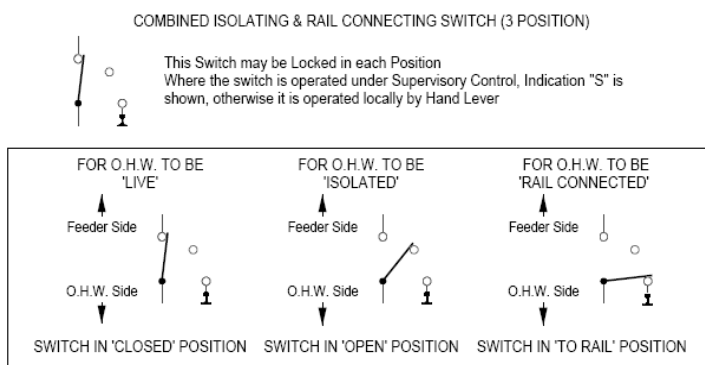 COMBINED ISOLATING & RAIL CONNECTING SWITCH (3 POSITION)
This Switch may be Locked in each Position
Where the switch is operated under Supervisory Control, Indication "S" is
shown, otherwise it is operated locally by Hand Lever
FOR O.H.W. TO BE
'LIVE'
Feeder Side
O.H.W. Side
SWITCH IN 'CLOSED' POSITION
FOR O.H.W. TO BE
'ISOLATED'
Feeder Side
O.H.W. Side
SWITCH IN 'OPEN' POSITION
FOR O.H.W. TO BE
'RAIL CONNECTED'
Feeder Side
O.H.W. Side
SWITCH IN 'TO RAIL' POSITION